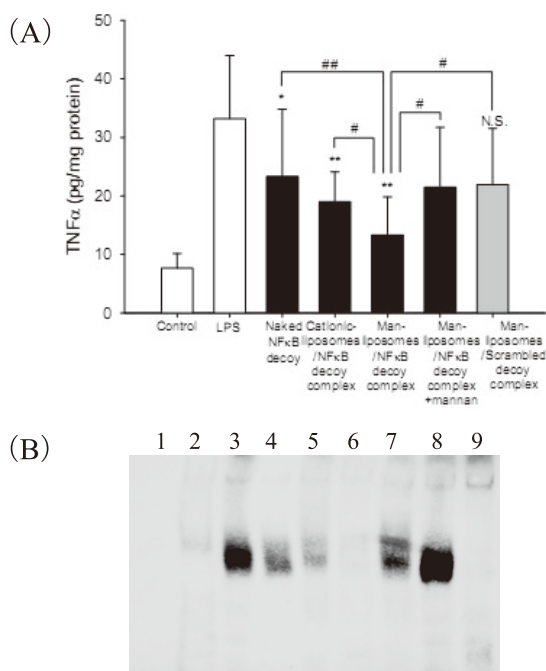 (A)
TNFα (pg/mg protein)
50
40
30
20
10
0
##
#
*
#
**
**
#
N.S.
Control
LPS
Naked
NFκB
decoy
Cationic-
liposomes
/NFκB
decoy
complex
Man-
liposomes
/NFκB
decoy
complex
Man-
liposomes
/NFκB
decoy
complex
+mannan
Man-
liposomes
/Scrambled
decoy
complex
(B)
1 2 3 4 5 6 7 8 9